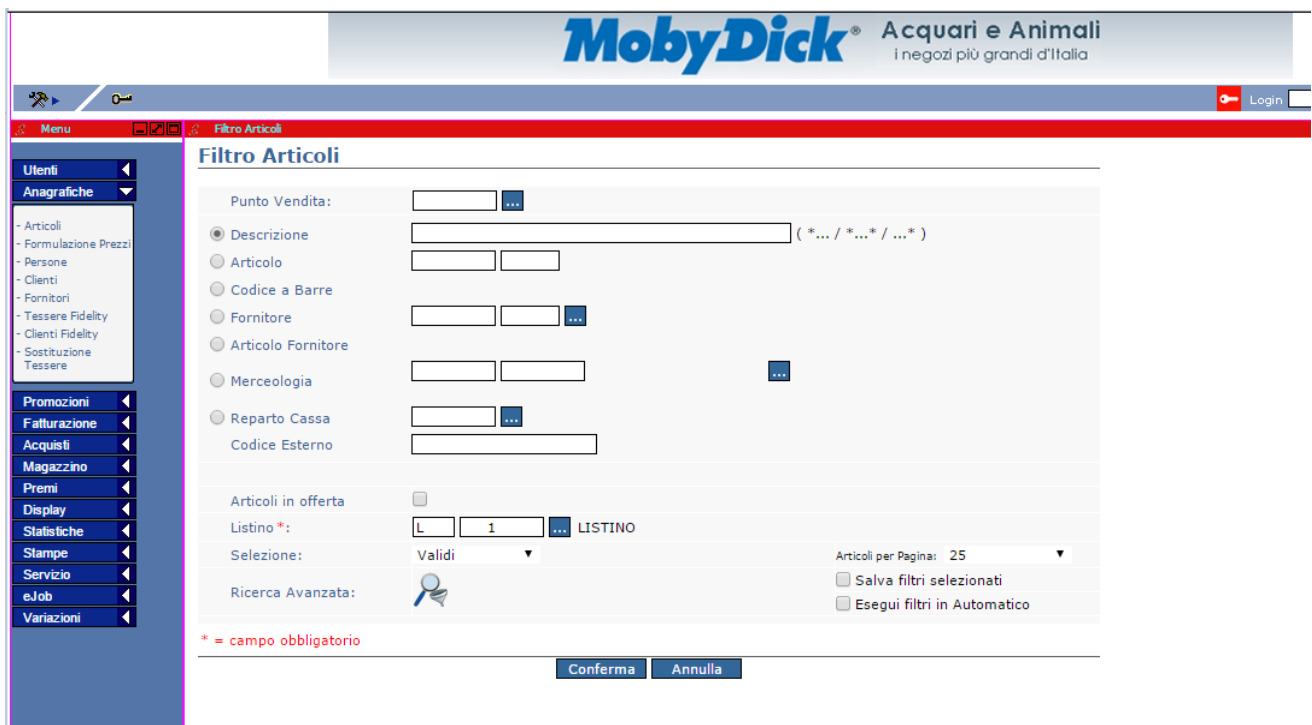 MobyDick® Acquari e Animali
i negozi più grandi d'Italia
Login
Menu
Filtro Articoli
Filtro Articoli
Utenti
Anagrafiche
- Articoli
- Formulazione Prezzi
- Persone
- Clienti
- Fornitori
- Tessere Fidelity
- Clienti Fidelity
- Sostituzione
Tessere
Promozioni
Fatturazione
Acquisti
Magazzino
Premi
Display
Statistiche
Stampe
Servizio
eJob
Variazioni
Punto Vendita: ...
Descrizione ( *... / *...* / ...* )
Articolo
Codice a Barre
Fornitore ...
Articolo Fornitore
Merceologia ...
Reparto Cassa ...
Codice Esterno
Articoli in offerta
Listino *: L 1 ... LISTINO
Selezione: Validi Articoli per Pagina: 25
Ricerca Avanzata:
Salva filtri selezionati
Esegui filtri in Automatico
* = campo obbligatorio
Conferma Annulla